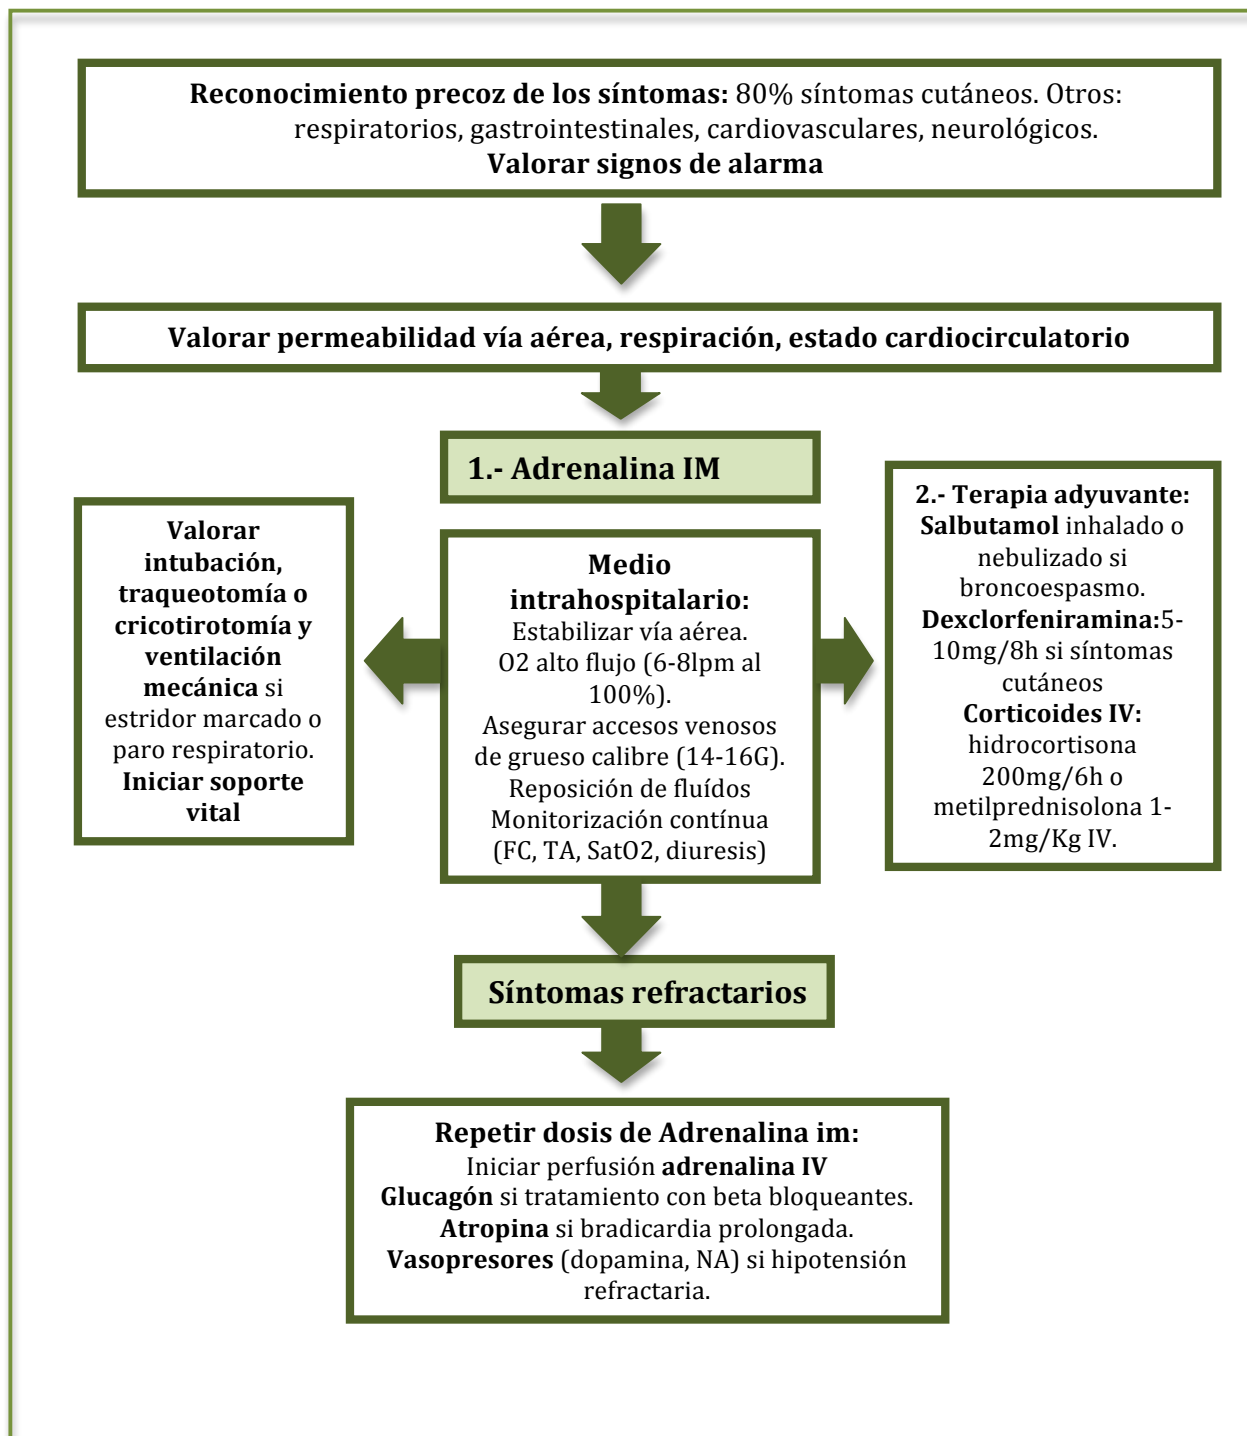 Reconocimiento precoz de los síntomas: 80% síntomas cutáneos. Otros:
respiratorios, gastrointestinales, cardiovasculares, neurológicos.
Valorar signos de alarma
Valorar permeabilidad vía aérea, respiración, estado cardiocirculatorio
1.- Adrenalina IM
Valorar
intubación,
traqueotomía o
cricotirotomía y
ventilación
mecánica si
estridor marcado o
paro respiratorio.
Iniciar soporte
vital
Medio
intrahospitalario:
Estabilizar vía aérea.
O2 alto flujo (6-8lpm al
100%).
Asegurar accesos venosos
de grueso calibre (14-16G).
Reposición de fluídos
Monitorización contínua
(FC, TA, SatO2, diuresis)
2.- Terapia adyuvante:
Salbutamol inhalado o
nebulizado si
broncoespasmo.
Dexclorfeniramina:5-
10mg/8h si síntomas
cutáneos
Corticoides IV:
hidrocortisona
200mg/6h o
metilprednisolona 1-
2mg/Kg IV.
Síntomas refractarios
Repetir dosis de Adrenalina im:
Iniciar perfusión adrenalina IV
Glucagón si tratamiento con beta bloqueantes.
Atropina si bradicardia prolongada.
Vasopresores (dopamina, NA) si hipotensión
refractaria.